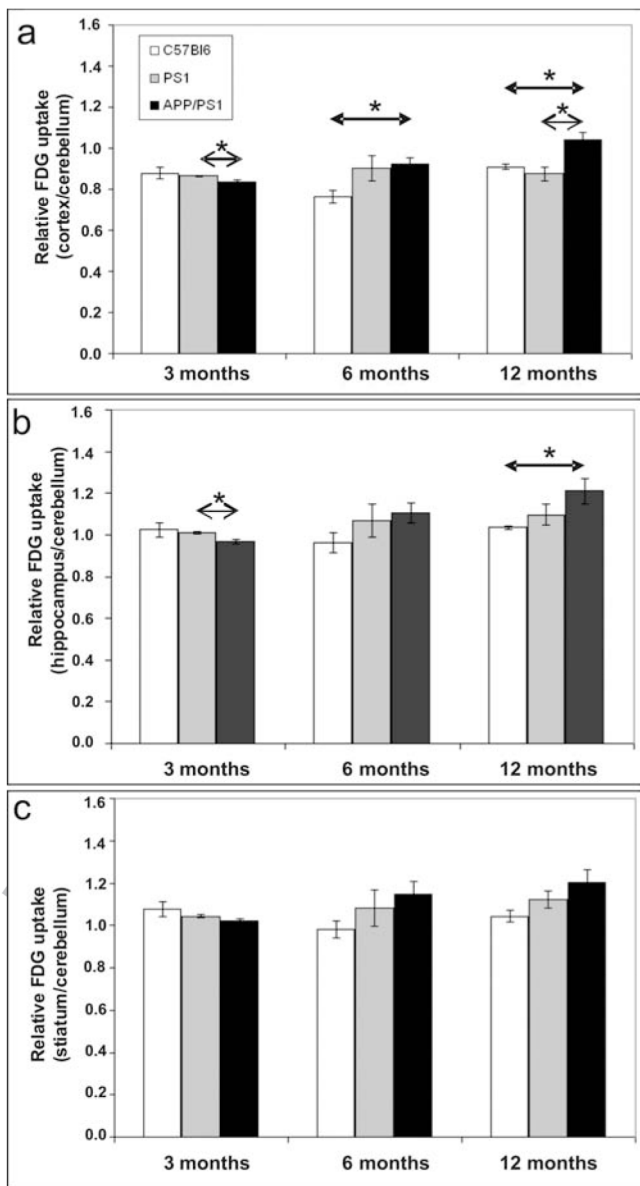 a
C57Bl6
PS1
APP/PS1
Relative FDG uptake
(cortex/cerebellum)
1.6
1.4
1.2
1.0
0.8
0.6
0.4
0.2
0.0
*
*
*
*
3 months
6 months
12 months
b
Relative FDG uptake
(hippocampus/cerebellum)
1.6
1.4
1.2
1.0
0.8
0.6
0.4
0.2
0.0
*
*
3 months
6 months
12 months
c
Relative FDG uptake
(stiatum/cerebellum)
1.6
1.4
1.2
1.0
0.8
0.6
0.4
0.2
0.0
3 months
6 months
12 months